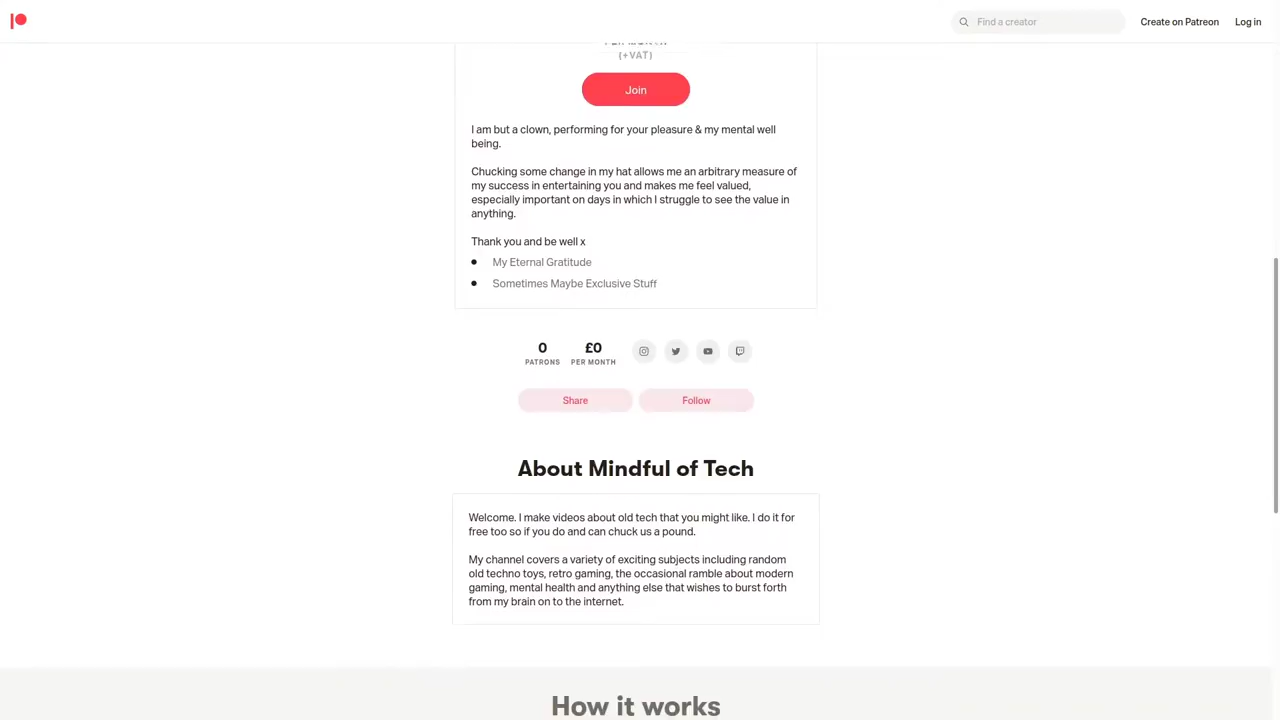 Find a creator
Create on Patreon
Log in
(+VAT)
Join
I am but a clown, performing for your pleasure & my mental well
being.
Chucking some change in my hat allows me an arbitrary measure of
my success in entertaining you and makes me feel valued,
especially important on days in which I struggle to see the value in
anything.
Thank you and be well x
My Eternal Gratitude
Sometimes Maybe Exclusive Stuff
0
PATRONS
£0
PER MONTH
Share
Follow
About Mindful of Tech
Welcome. I make videos about old tech that you might like. I do it for
free too so if you do and can chuck us a pound.
My channel covers a variety of exciting subjects including random
old techno toys, retro gaming, the occasional ramble about modern
gaming, mental health and anything else that wishes to burst forth
from my brain on to the internet.
How it works